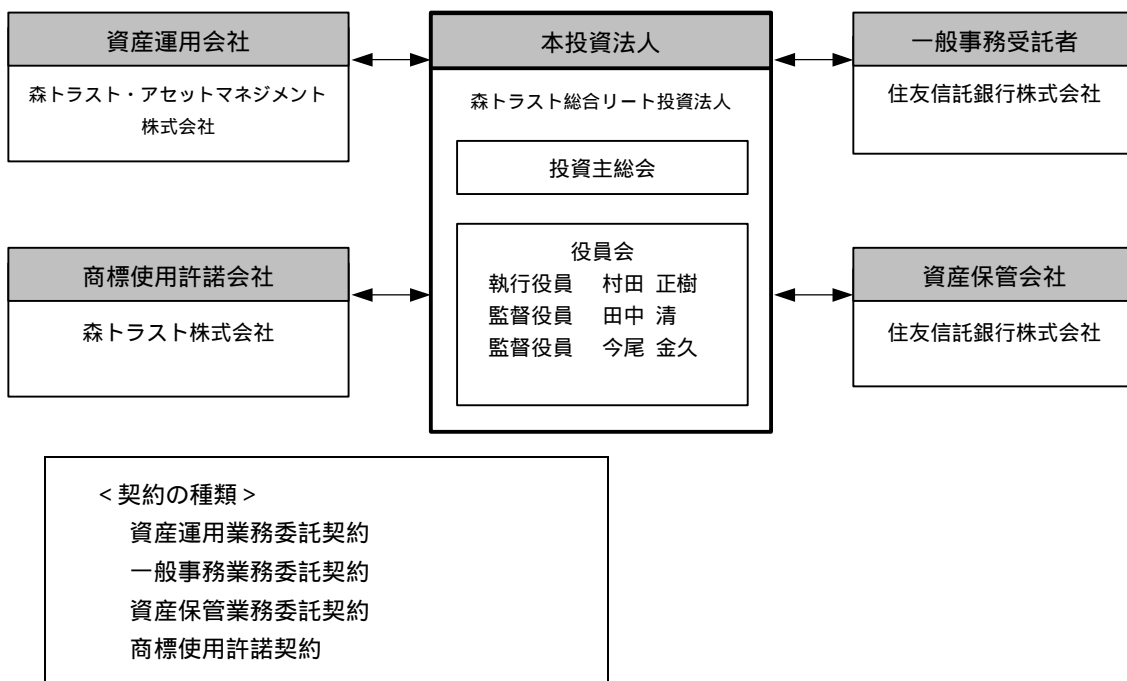 資産運用会社
森トラスト・アセットマネジメント
株式会社
本投資法人
森トラスト総合リート投資法人
投資主総会
役員会
執行役員 村田 正樹
監督役員 田中 清
監督役員 今尾 金久
一般事務受託者
住友信託銀行株式会社
商標使用許諾会社
森トラスト株式会社
資産保管会社
住友信託銀行株式会社
<契約の種類>
資産運用業務委託契約
一般事務業務委託契約
資産保管業務委託契約
商標使用許諾契約